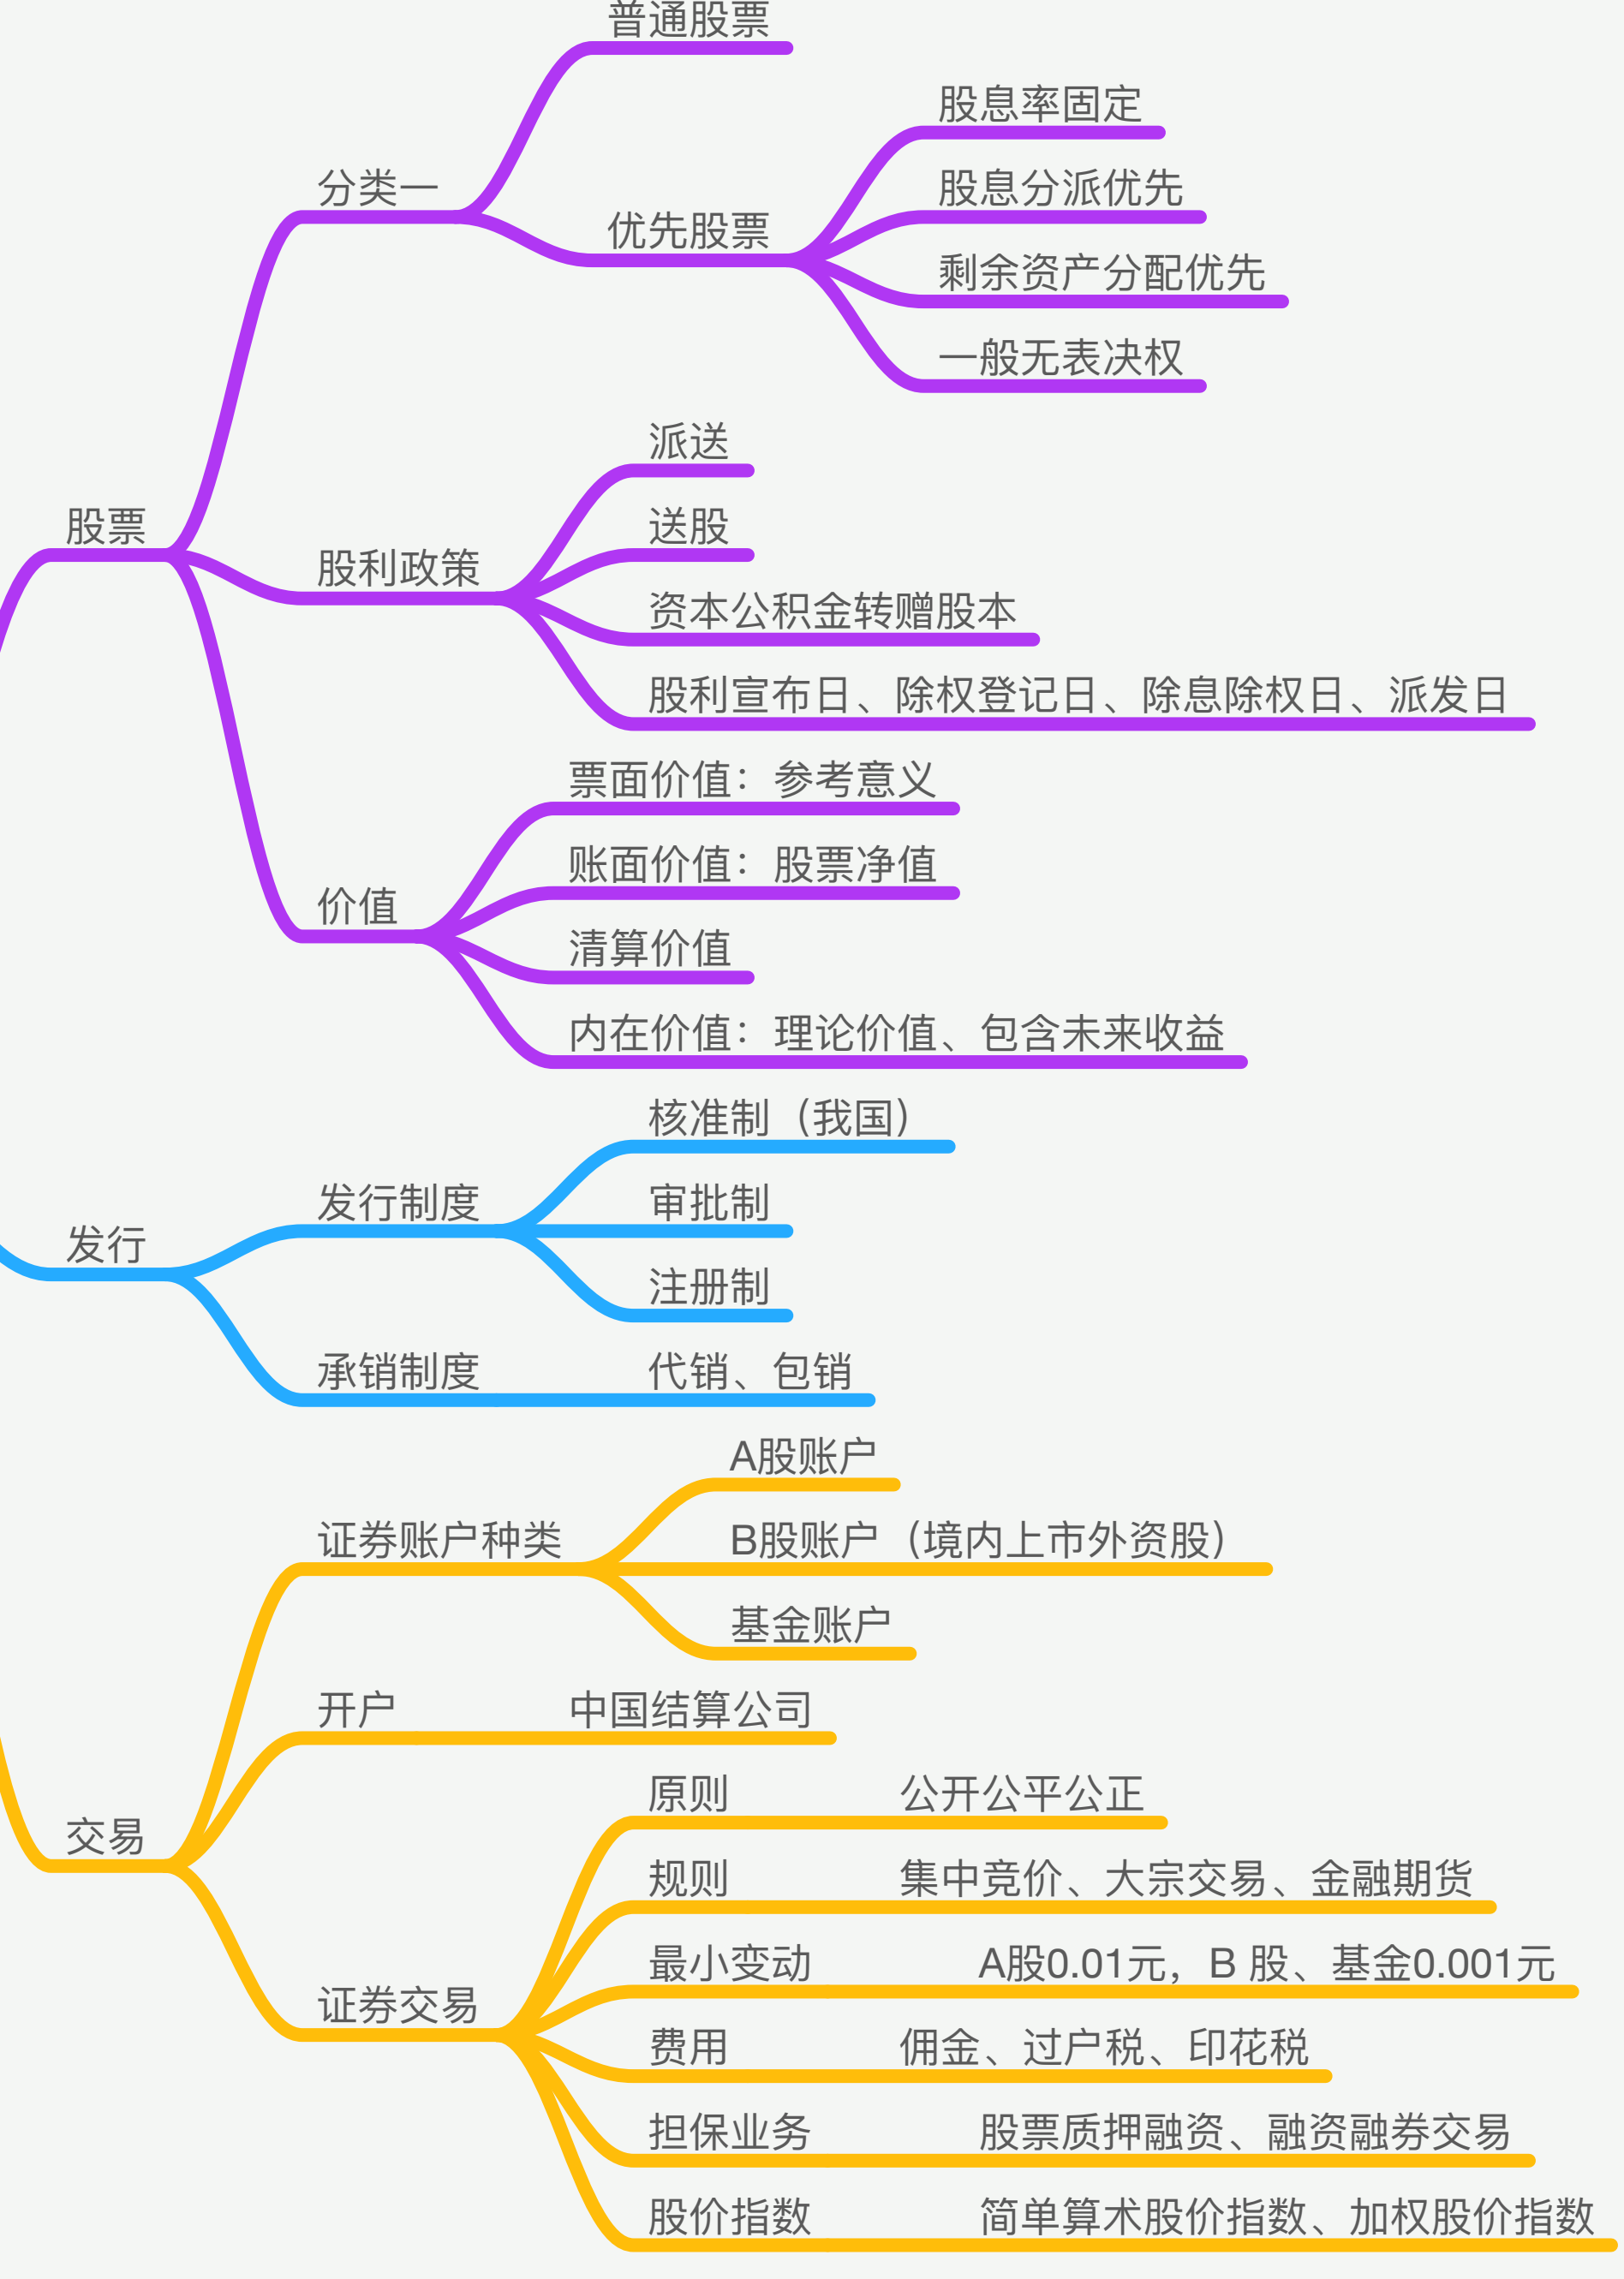 普通股票
股息率固定
股息分派优先
分类一
优先股票
剩余资产分配优先
一般无表决权
派送
股票
送股
股利政策
资本公积金转赠股本
股利宣布日、除权登记日、除息除权日、派发日
票面价值：参考意义
账面价值：股票净值
价值
清算价值
内在价值：理论价值、包含未来收益
核准制（我国）
发行制度
审批制
发行
注册制
承销制度
代销、包销
A股账户
证券账户种类
B股账户（境内上市外资股）
基金账户
开户
中国结算公司
原则
公开公平公正
交易
规则
集中竞价、大宗交易、金融期货
最小变动
A股0.01元，B 股、基金0.001元
证券交易
费用
佣金、过户税、印花税
担保业务
股票质押融资、融资融券交易
股价指数
简单算术股价指数、加权股价指数